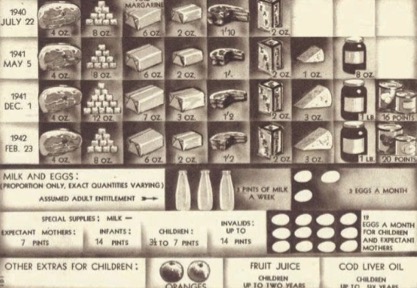 MARGARINE
1940
JULY 22
4 OZ. 8 OZ. 6 OZ. 2 OZ. 1/10 2 OZ.
1941
MAY 5
4 OZ. 8 OZ. 6 OZ. 2 OZ. 1/- 2 OZ. 1 OZ. 8 OZ.
1941
DEC. 1
4 OZ. 12 OZ. 7 OZ. 3 OZ. 1/2 2 OZ. 3 OZ. 1 LB. 16 POINTS
1942
FEB. 23
4 OZ. 8 OZ. 6 OZ. 2 OZ. 1/2 2 OZ. 3 OZ. 1 LB. 20 POINTS
MILK AND EGGS:
(PROPORTION ONLY, EXACT QUANTITIES VARYING)
ASSUMED ADULT ENTITLEMENT
3 PINTS OF MILK
A WEEK
3 EGGS A MONTH
SPECIAL SUPPLIES: MILK —
EXPECTANT MOTHERS:
7 PINTS
INFANTS:
14 PINTS
CHILDREN:
3½ TO 7 PINTS
INVALIDS:
UP TO
14 PINTS
12
EGGS A
MONTH FOR
CHILDREN
AND EXPECTANT
MOTHERS
OTHER EXTRAS FOR CHILDREN:
ORANGES
FRUIT JUICE
CHILDREN
UP TO TWO YEARS
COD LIVER OIL
CHILDREN
UP TO SIX YEARS